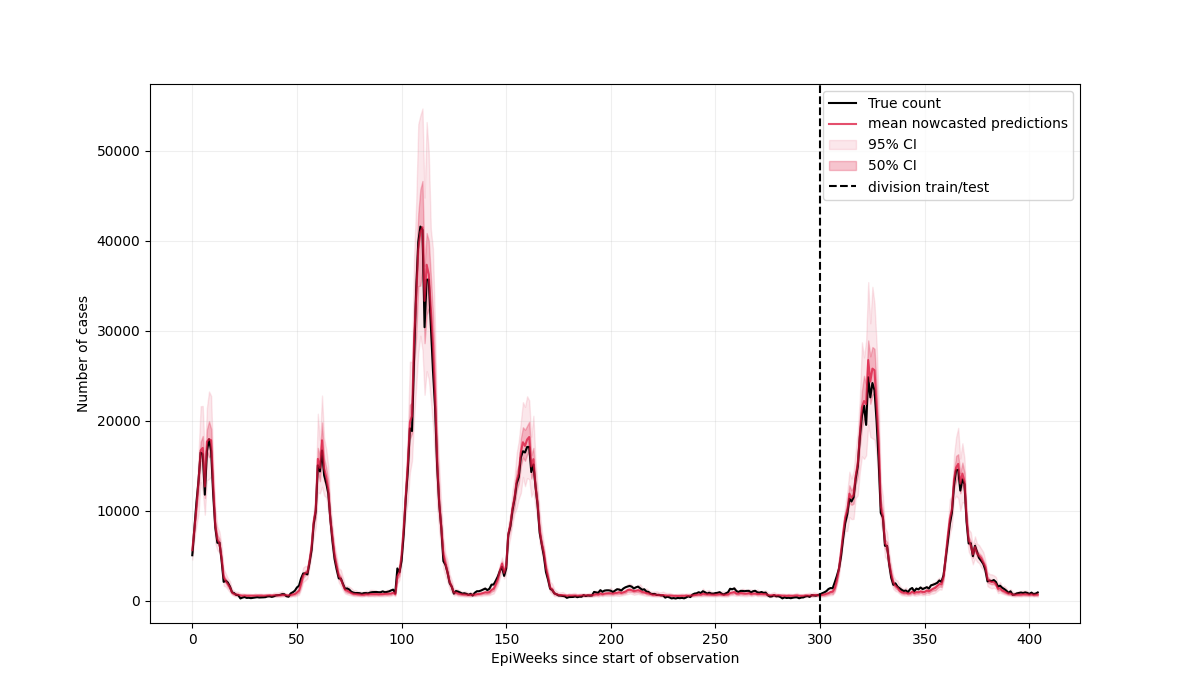 True count
mean nowcasted predictions
95% CI
50% CI
division train/test
50000
40000
30000
20000
10000
0
Number of cases
0 50 100 150 200 250 300 350 400
EpiWeeks since start of observation